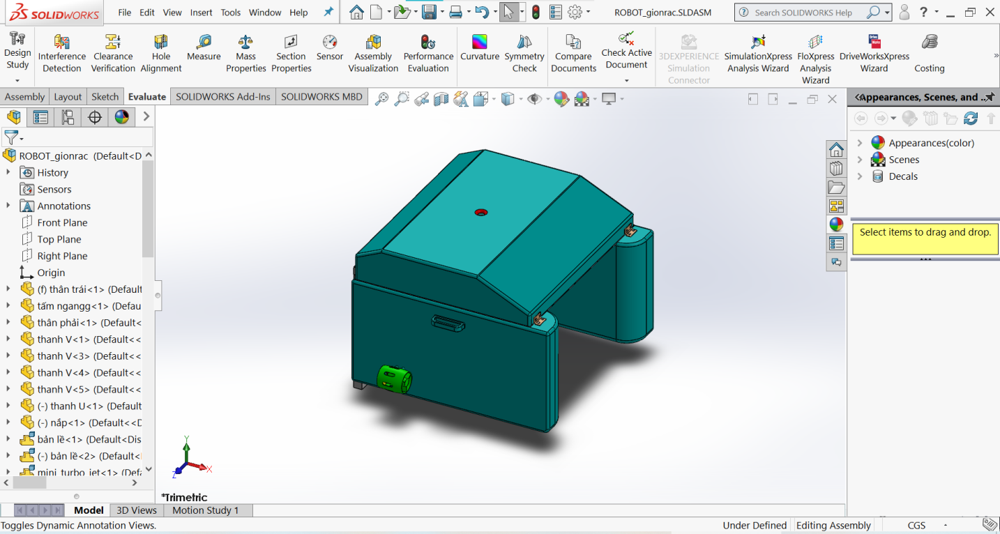 SOLIDWORKS
File Edit View Insert Tools Window Help
ROBOT_gionrac.SLDASM
Search SOLIDWORKS Help
?
Design Study
Interference Detection
Clearance Verification
Hole Alignment
Measure
Mass Properties
Section Properties
Sensor
Assembly Visualization
Performance Evaluation
Curvature
Symmetry Check
Compare Documents
Check Active Document
3DEXPERIENCE Simulation Connector
SimulationXpress Analysis Wizard
FloXpress Analysis Wizard
DriveWorksXpress Wizard
Costing
Assembly Layout Sketch Evaluate SOLIDWORKS Add-Ins SOLIDWORKS MBD
Appearances, Scenes, and ..
ROBOT_gionrac (Default<D
History
Sensors
Annotations
Front Plane
Top Plane
Right Plane
Origin
(f) thân trái<1> (Default
tấm ngangg<1> (Defau
thân phải<1> (Default<
thanh V<1> (Default<<
thanh V<3> (Default<<
thanh V<4> (Default<<
thanh V<5> (Default<<
(-) thanh U<1> (Default
(-) nắp<1> (Default<<D
bản lề<1> (Default<Dis
(-) bản lề<2> (Default<
mini turbo jet<1> (Defa
Appearances(color)
Scenes
Decals
Select items to drag and drop.
Y
X
Z
*Trimetric
Model 3D Views Motion Study 1
Toggles Dynamic Annotation Views.
Under Defined Editing Assembly CGS -